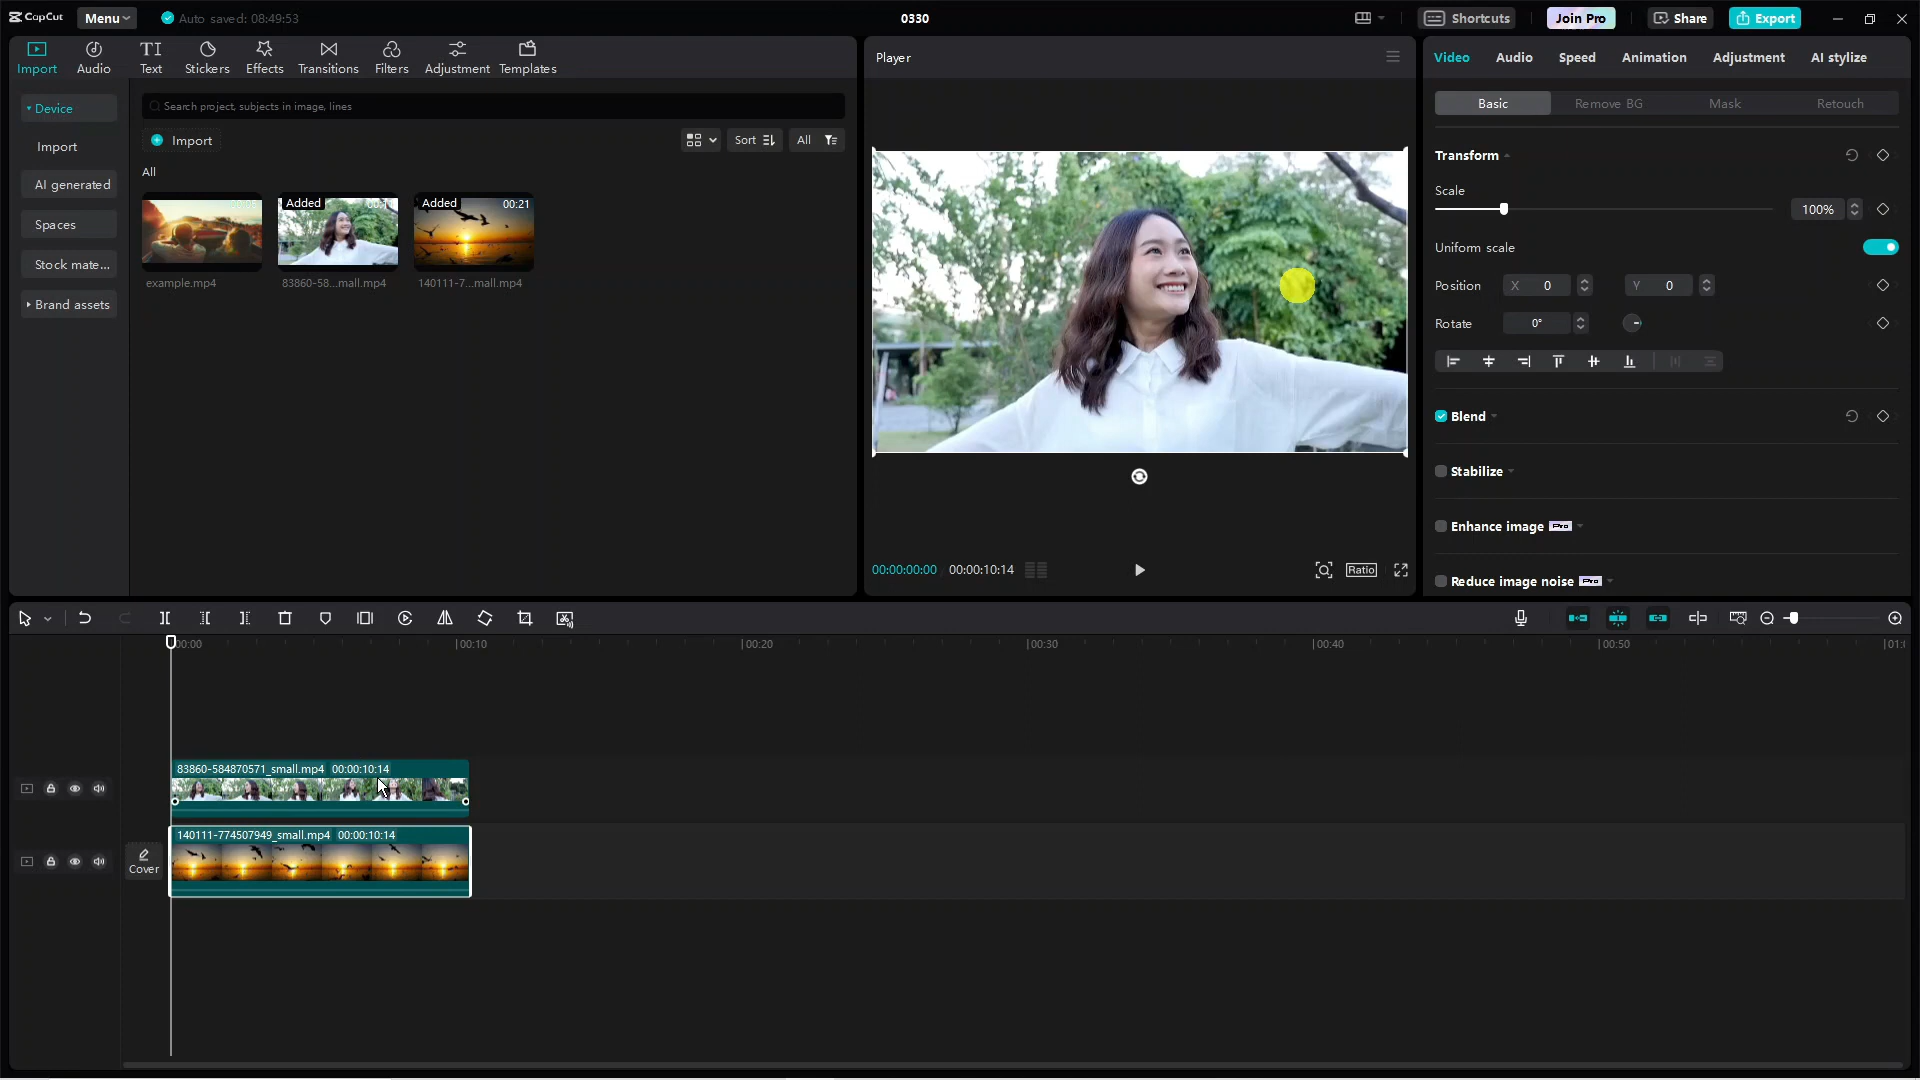 CapCut
Menu
Auto saved: 08:49:53
0330
Shortcuts
Join Pro
Share
Export
Import
Audio
Text
Stickers
Effects
Transitions
Filters
Adjustment
Templates
Device
Import
AI generated
Spaces
Stock mate...
Brand assets
Search project, subjects in image, lines
Import
Sort
All
All
example.mp4
Added
83860-58...mall.mp4
Added 00:21
140111-7...mall.mp4
Player
00:00:00:00 00:00:10:14
Ratio
Video
Audio
Speed
Animation
Adjustment
AI stylize
Basic
Remove BG
Mask
Retouch
Transform
Scale
100%
Uniform scale
Position X 0 Y 0
Rotate 0°
Blend
Stabilize
Enhance image Pro
Reduce image noise Pro
00:00 00:10 00:20 00:30 00:40 00:50
83860-584870571_small.mp4 00:00:10:14
140111-774507949_small.mp4 00:00:10:14
Cover